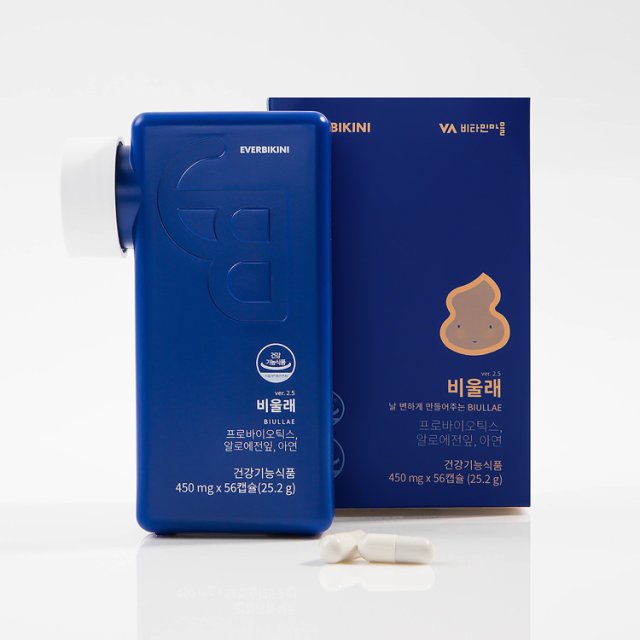 EVERBIKINI
건강
기능식품
ver. 2.5
비울래
BIULLAE
프로바이오틱스,
알로에전잎, 아연
건강기능식품
450 mg x 56캡슐(25.2 g)
BIKINI
VA 비타민마을
ver. 2.5
비울래
날 변하게 만들어주는 BIULLAE
프로바이오틱스,
알로에전잎, 아연
건강기능식품
450 mg x 56캡슐(25.2 g)